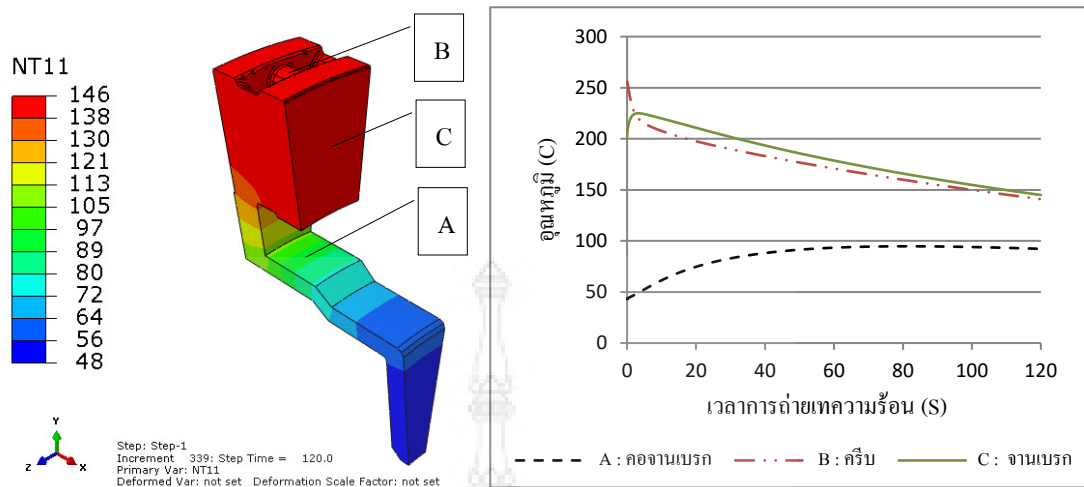 NT11
146
138
130
121
113
105
97
89
80
72
64
56
48
B
C
A
Y
Z
X
Step: Step-1
Increment 339: Step Time = 120.0
Primary Var: NT11
Deformed Var: not set Deformation Scale Factor: not set
อุณหภูมิ (C)
300
250
200
150
100
50
0
0 20 40 60 80 100 120
เวลาการถ่ายเทความร้อน (S)
A : คอจานเบรก B : ครีบ C : จานเบรก